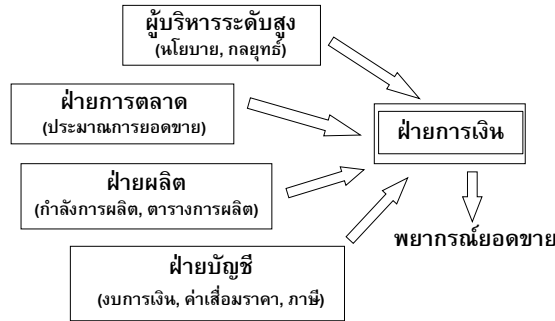 ผู้บริหารระดับสูง
(นโยบาย, กลยุทธ์)
ฝ่ายการตลาด
(ประมาณการยอดขาย)
ฝ่ายการเงิน
ฝ่ายผลิต
(กำลังการผลิต, ตารางการผลิต)
พยากรณ์ยอดขาย
ฝ่ายบัญชี
(งบการเงิน, ค่าเสื่อมราคา, ภาษี)